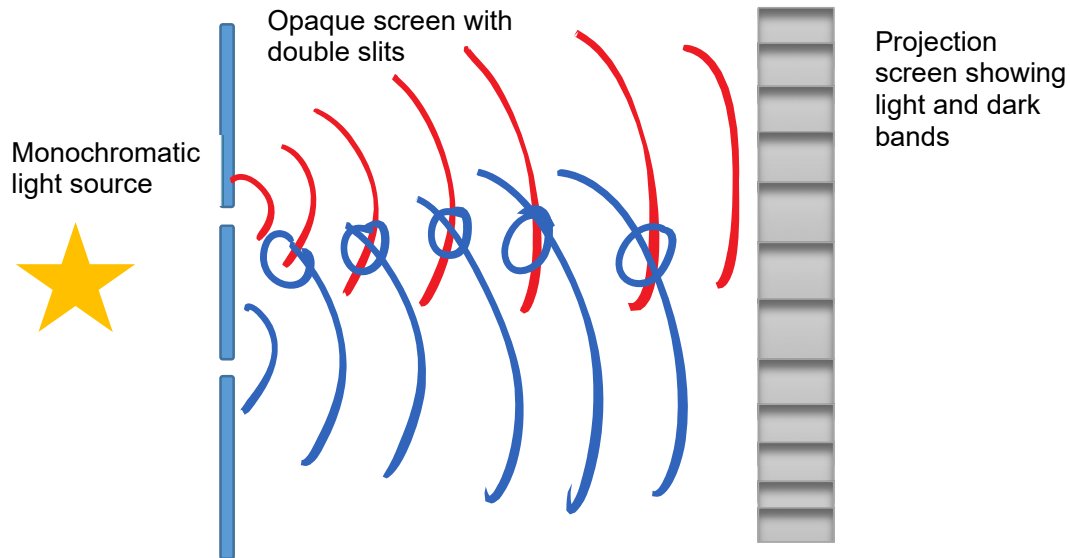 Opaque screen with
double slits
Projection
screen showing
light and dark
bands
Monochromatic
light source